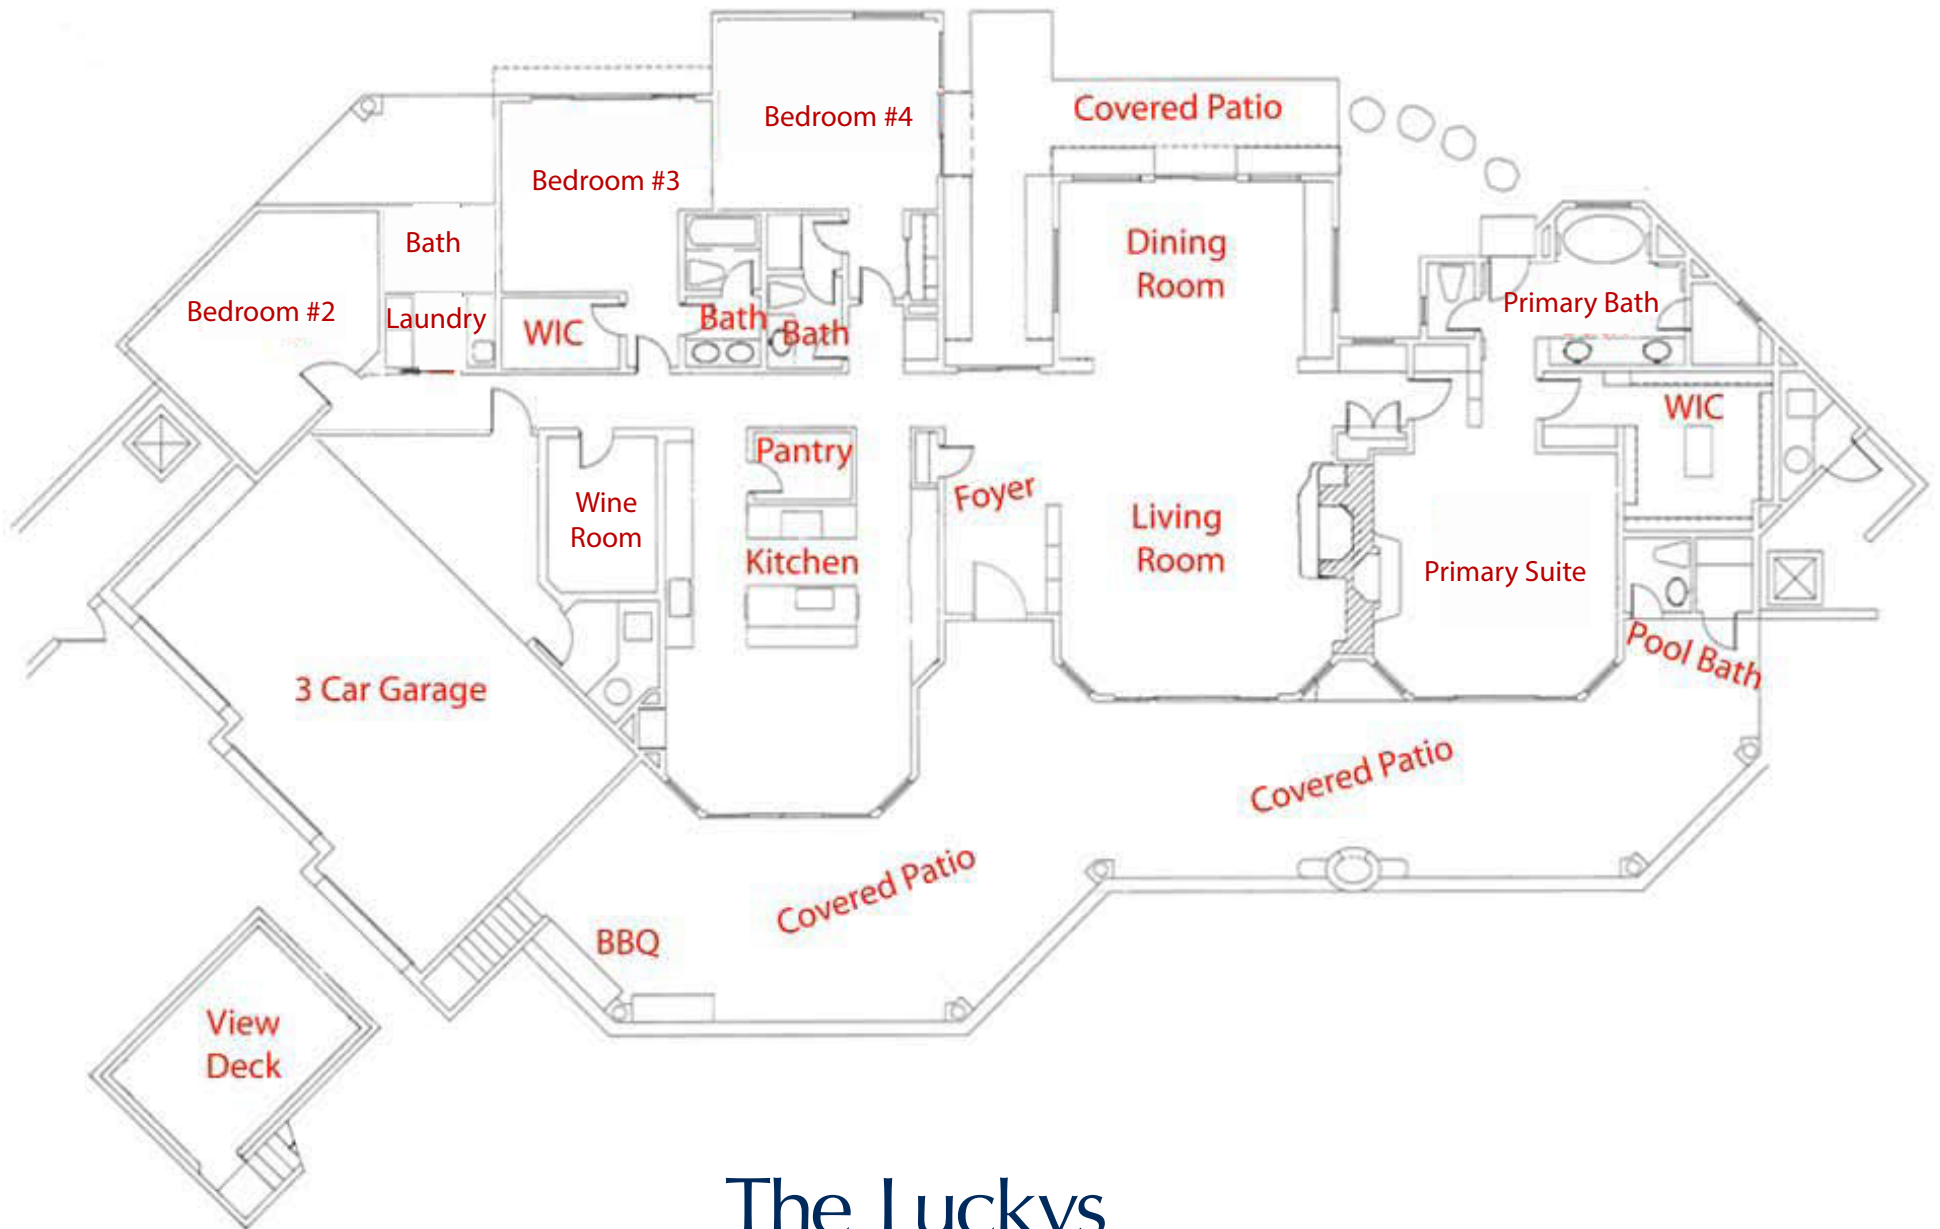 Bedroom #4
Covered Patio
Bedroom #3
Bath
Dining
Room
Bedroom #2
Laundry
WIC
Bath
Bath
Primary Bath
WIC
Pantry
Foyer
Wine
Room
Kitchen
Living
Room
Primary Suite
Pool Bath
3 Car Garage
Covered Patio
Covered Patio
BBQ
View
Deck
The Luckys